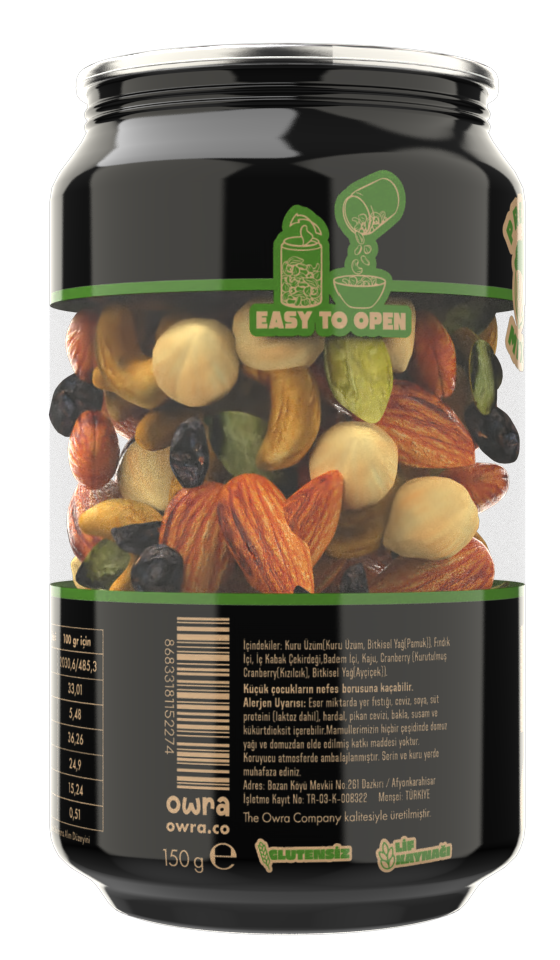 EASY TO OPEN
100 gr için
2030,6/485,3
33,01
5,48
36,26
24,9
15,24
0,51
86833181152274
İçindekiler: Kuru Üzüm(Kuru Üzüm, Bitkisel Yağ(Pamuk)), Fındık
İçi, İç Kabak Çekirdeği,Badem İçi, Kaju, Cranberry (Kurutulmuş
Cranberry(Kızılcık), Bitkisel Yağ(Ayçiçek)).
Küçük çocukların nefes borusuna kaçabilir.
Alerjen Uyarısı: Eser miktarda yer fıstığı, ceviz, soya, süt
proteini (laktoz dahil), hardal, pikan cevizi, bakla, susam ve
kükürtdioksit içerebilir.Mamullerimizin hiçbir çeşidinde domuz
yağı ve domuzdan elde edilmiş katkı maddesi yoktur.
Koruyucu atmosferde ambalajlanmıştır. Serin ve kuru yerde
muhafaza ediniz.
Adres: Bozan Köyü Mevkii No:261 Dazkırı / Afyonkarahisar
İşletme Kayıt No: TR-03-K-008322 Menşei: TÜRKİYE
The Owra Company kalitesiyle üretilmiştir.
owra
owra.co
150 g e
GLUTENSİZ
LİF
KAYNAĞI